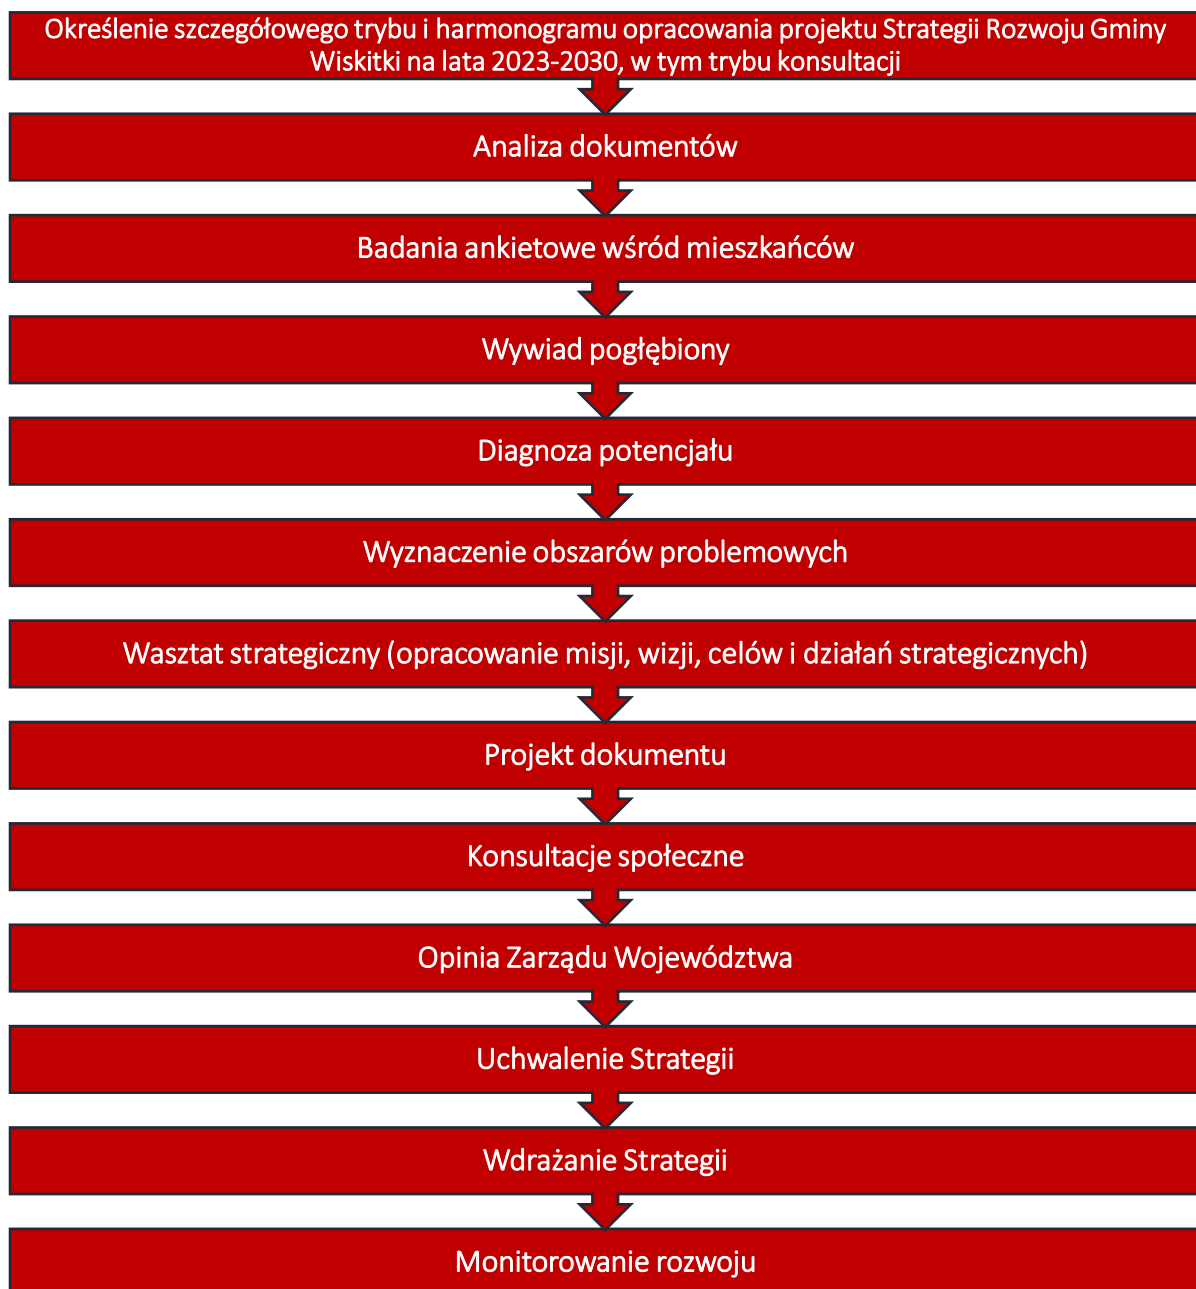 Określenie szczegółowego trybu i harmonogramu opracowania projektu Strategii Rozwoju Gminy
Wiskitki na lata 2023-2030, w tym trybu konsultacji
Analiza dokumentów
Badania ankietowe wśród mieszkańców
Wywiad pogłębiony
Diagnoza potencjału
Wyznaczenie obszarów problemowych
Wasztat strategiczny (opracowanie misji, wizji, celów i działań strategicznych)
Projekt dokumentu
Konsultacje społeczne
Opinia Zarządu Województwa
Uchwalenie Strategii
Wdrażanie Strategii
Monitorowanie rozwoju